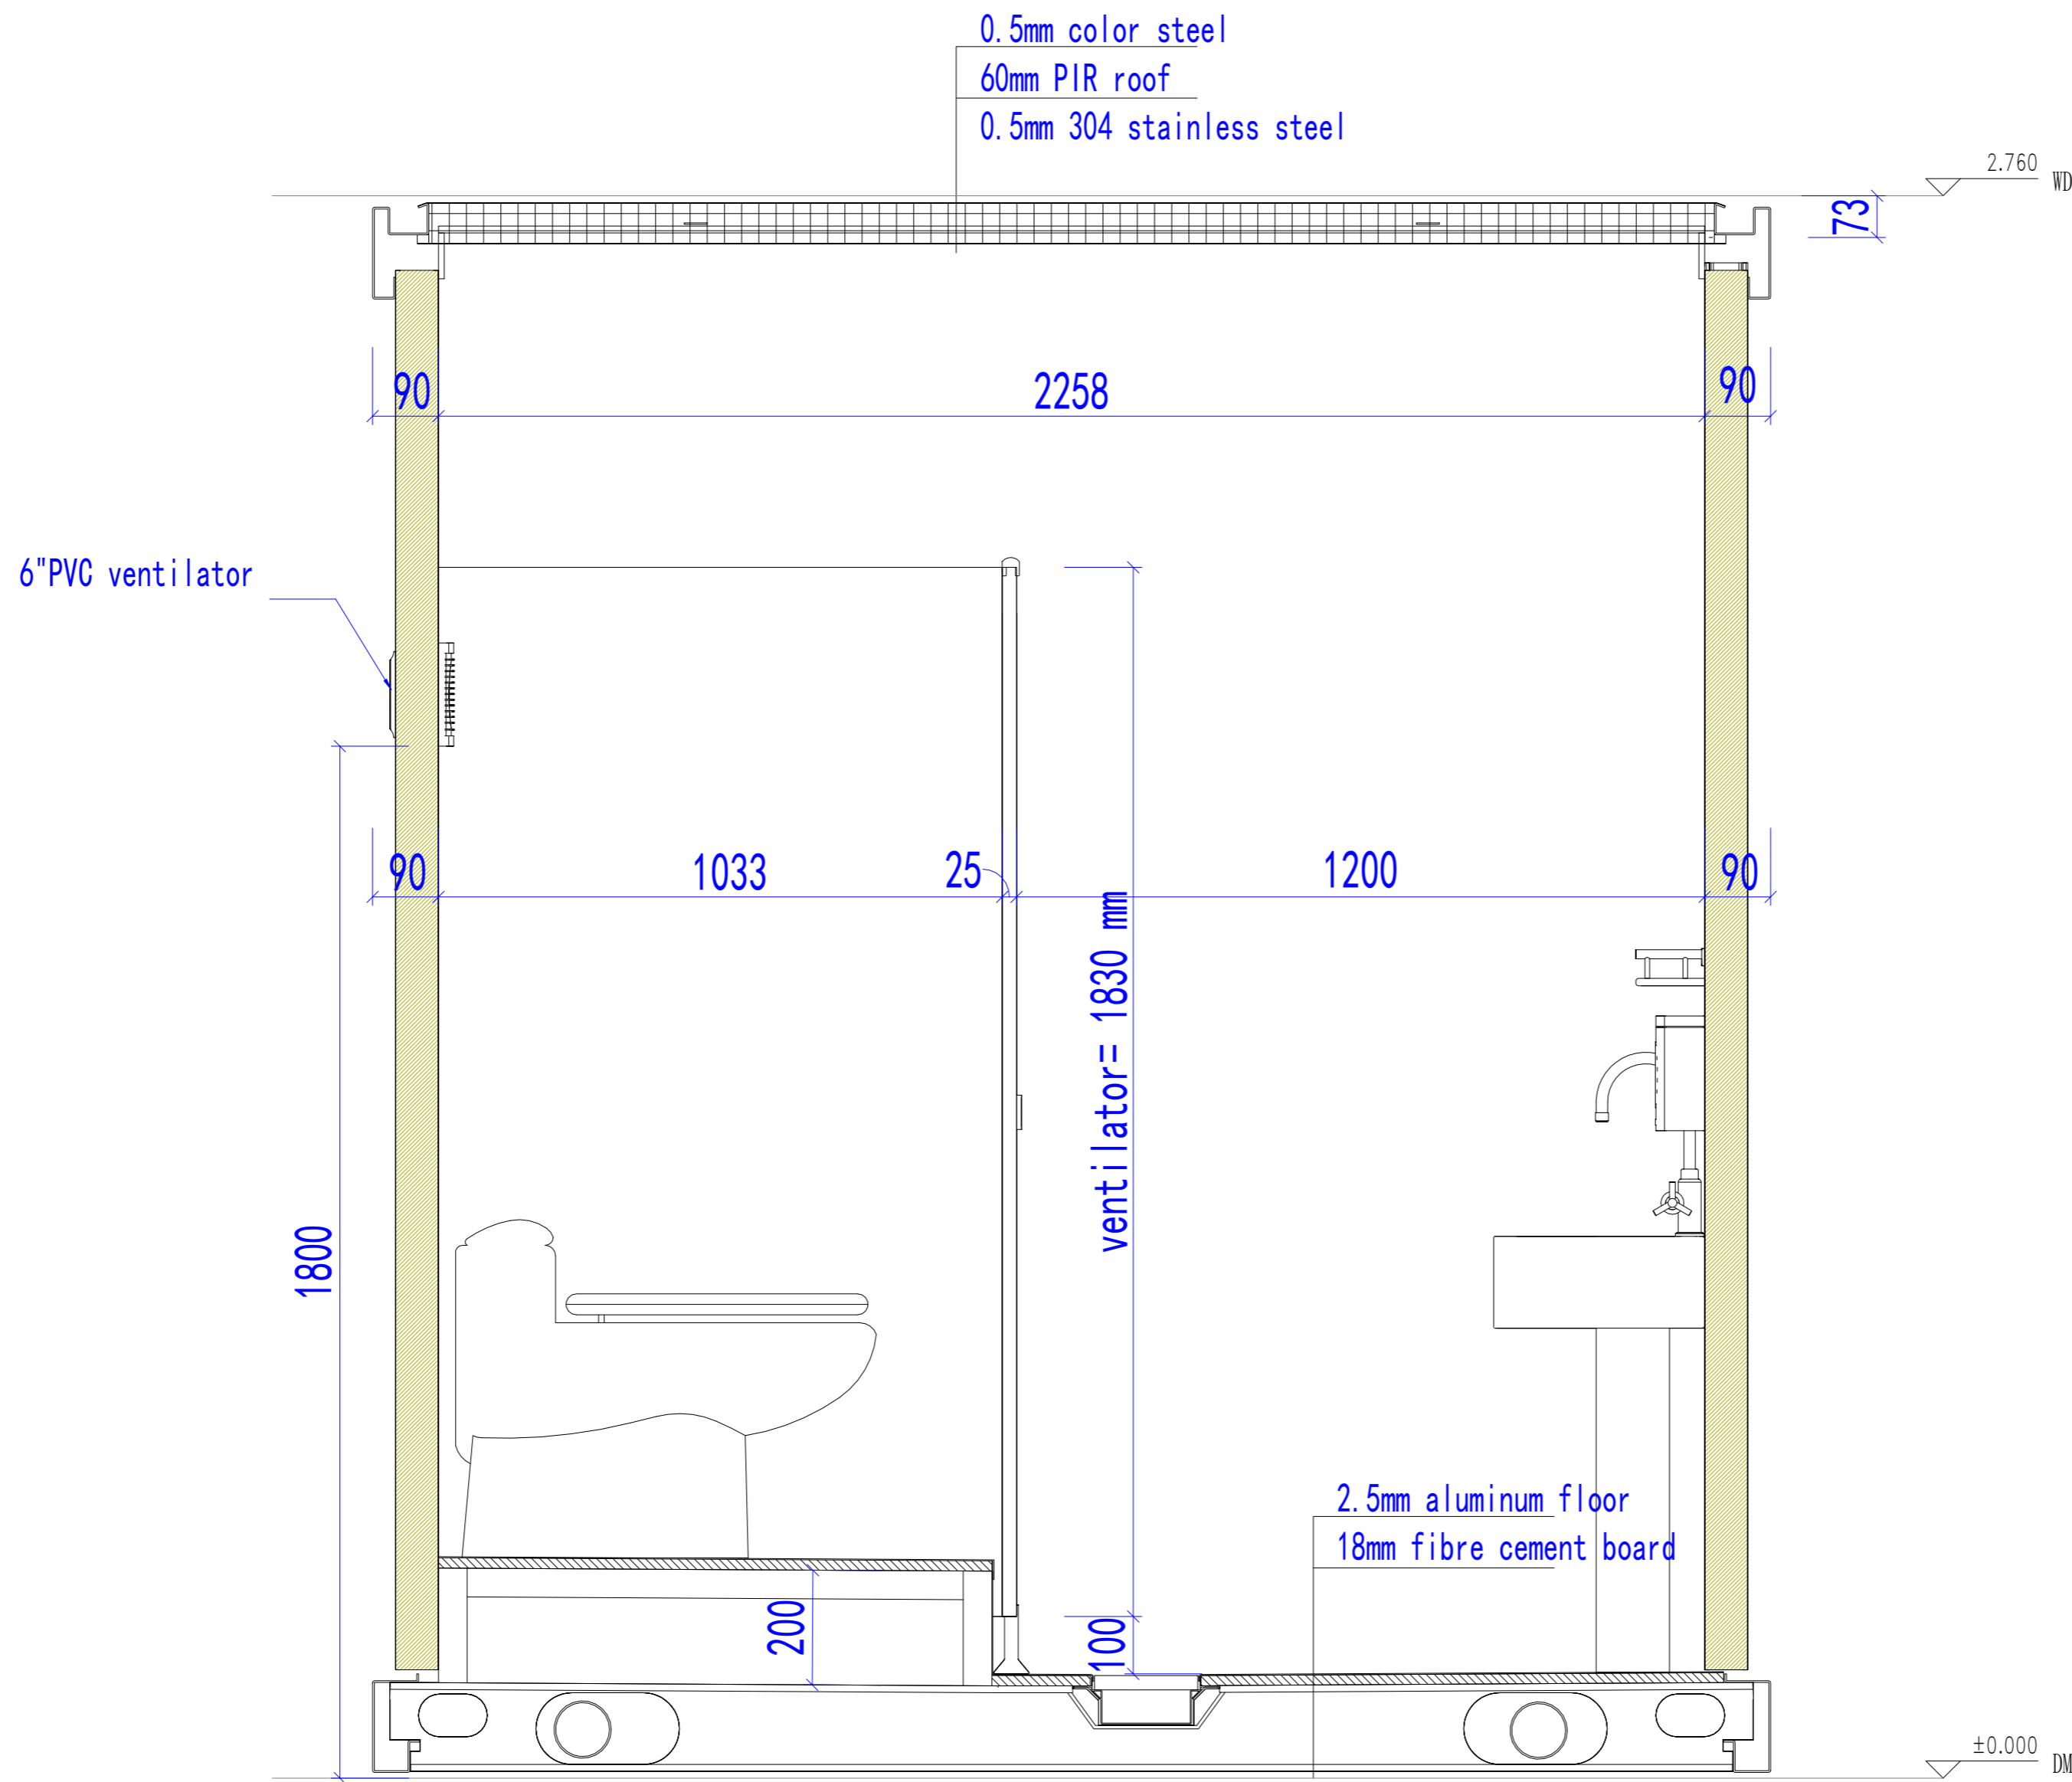 0.5mm color steel
60mm PIR roof
0.5mm 304 stainless steel
2.760
WD
73
90
2258
90
6"PVC ventilator
90
1033
25
1200
90
ventilator= 1830 mm
1800
2.5mm aluminum floor
18mm fibre cement board
200
100
±0.000
DM